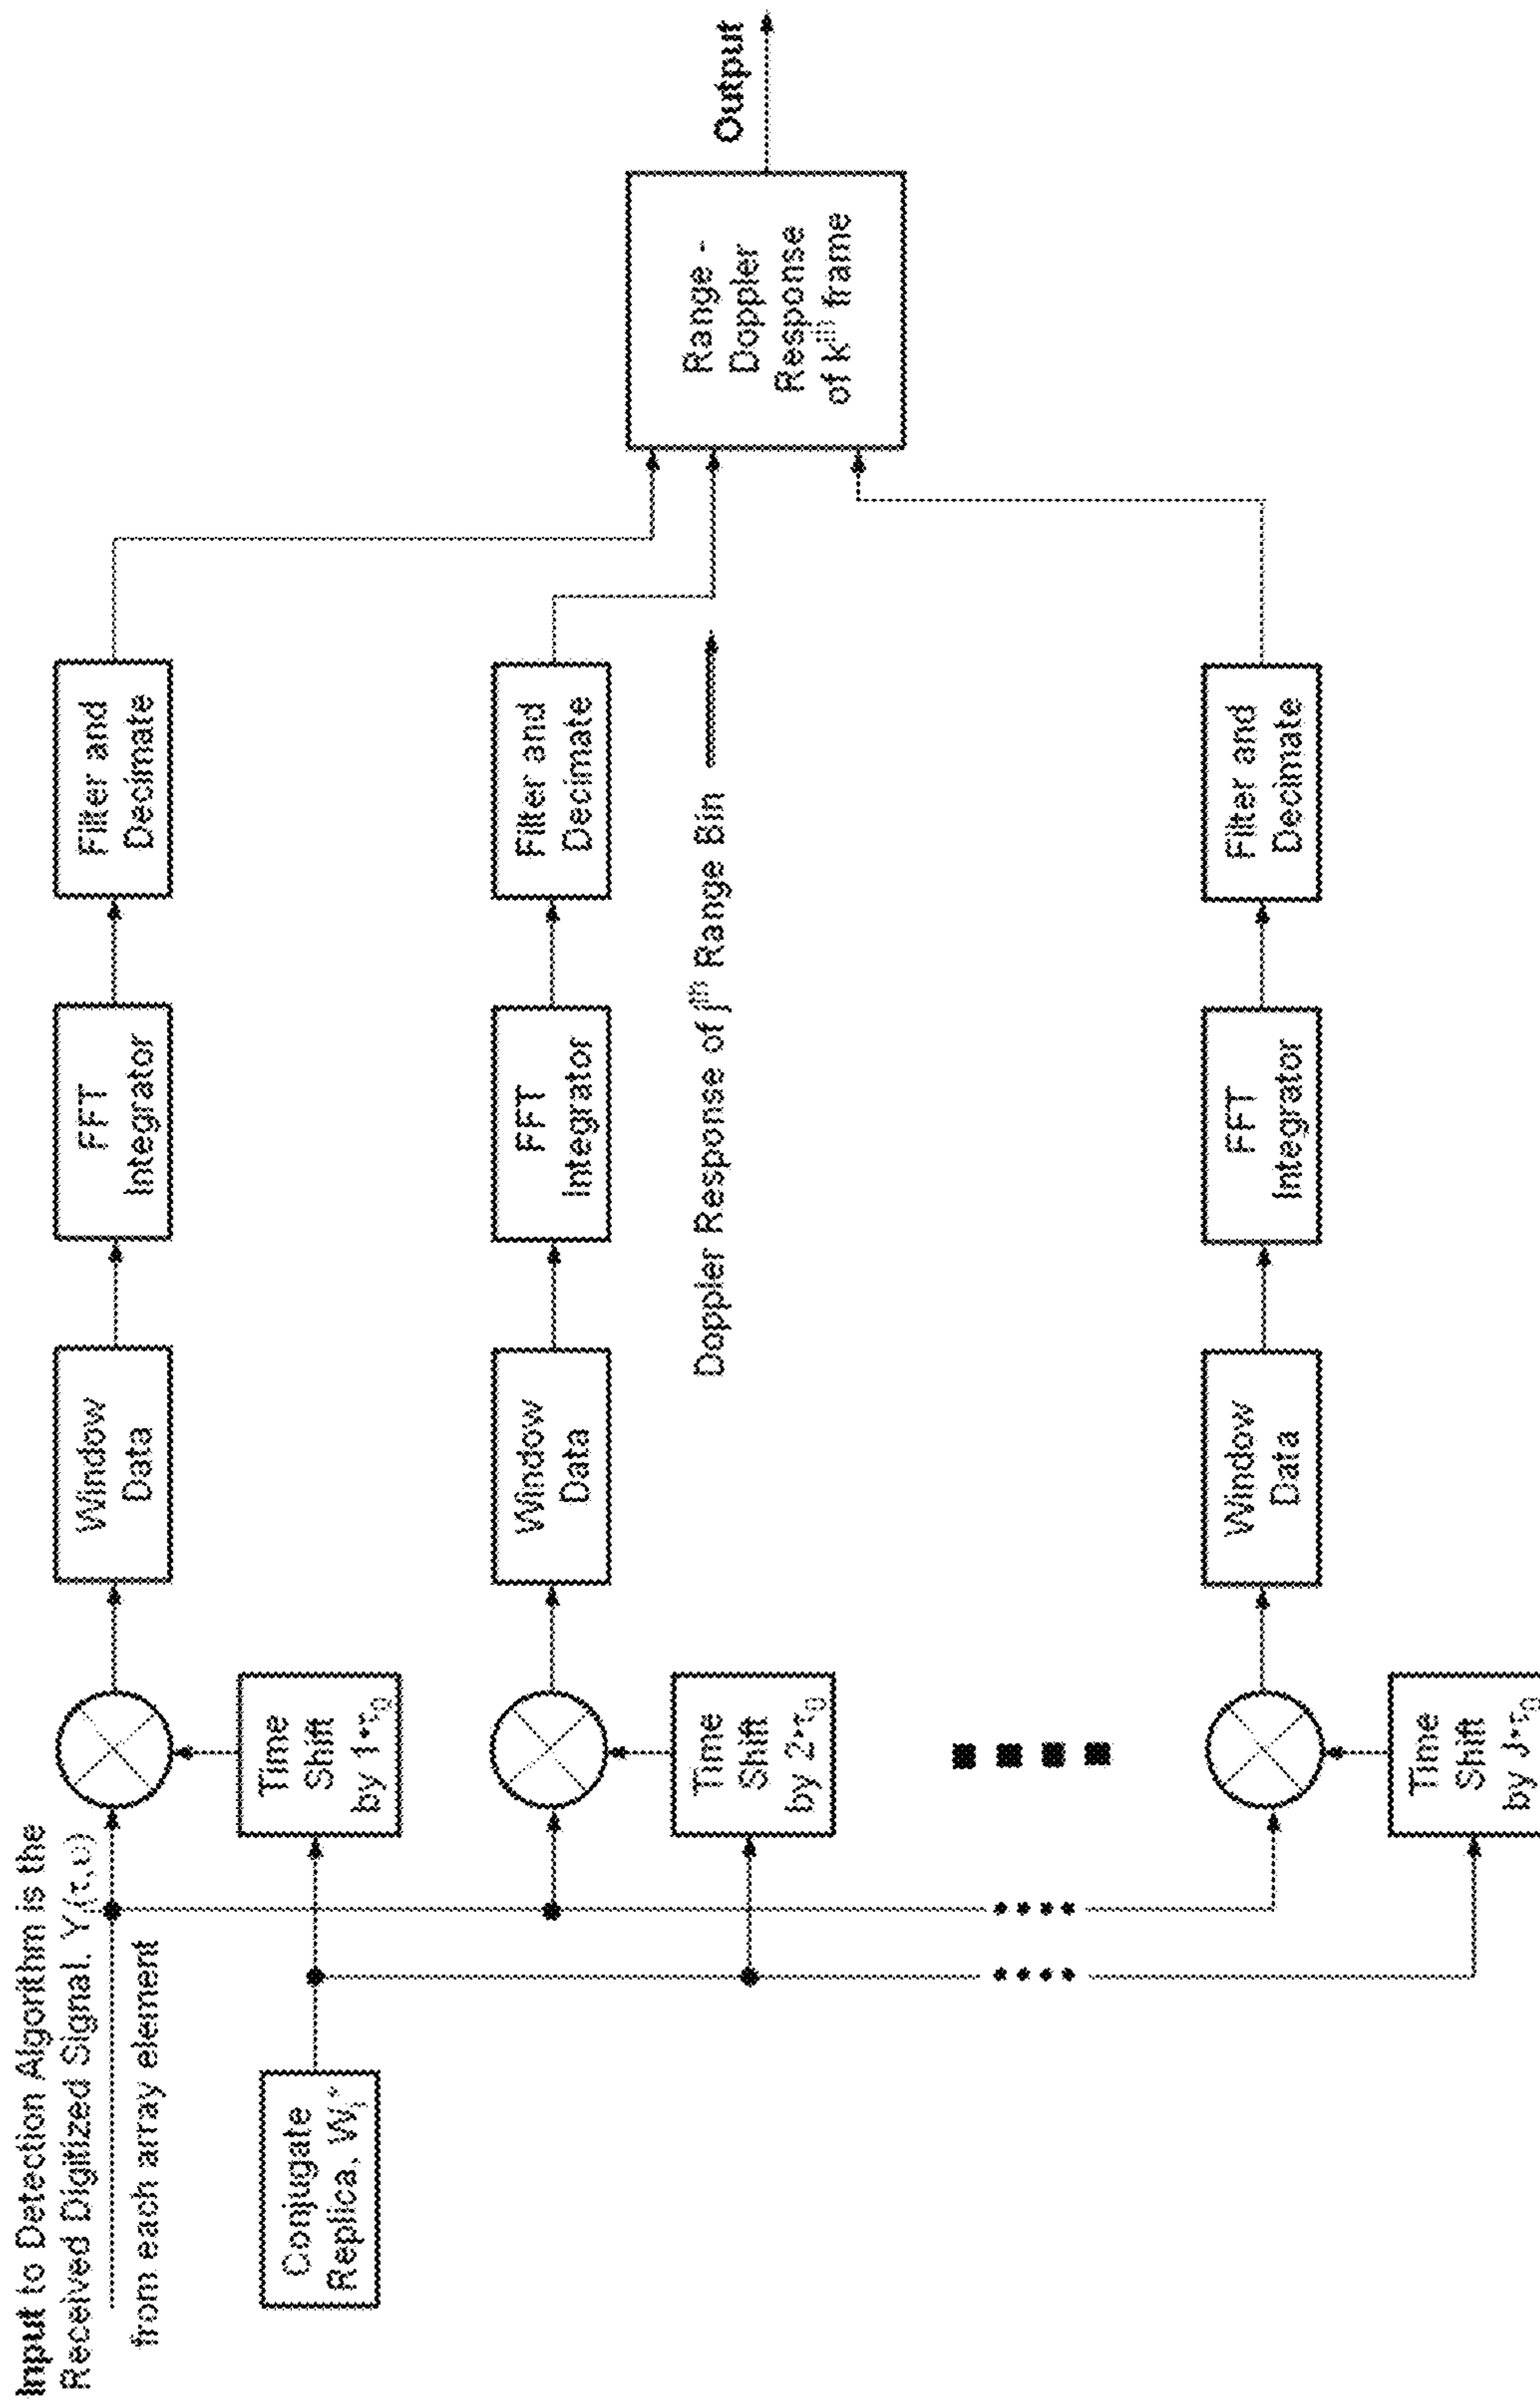 Input to Detection Algorithm is the
Received Digitized Signal, Y(τ,υ)
from each array element
Conjugate
Replica, Wⱼ*
Time
Shift
by 1*τ₀
Window
Data
FFT
Integrator
Filter and
Decimate
Time
Shift
by 2*τ₀
Window
Data
FFT
Integrator
Filter and
Decimate
Doppler Response of jᵗʰ Range Bin
Time
Shift
by J*τ₀
Window
Data
FFT
Integrator
Filter and
Decimate
Range -
Doppler
Response
of kᵗʰ frame
Output